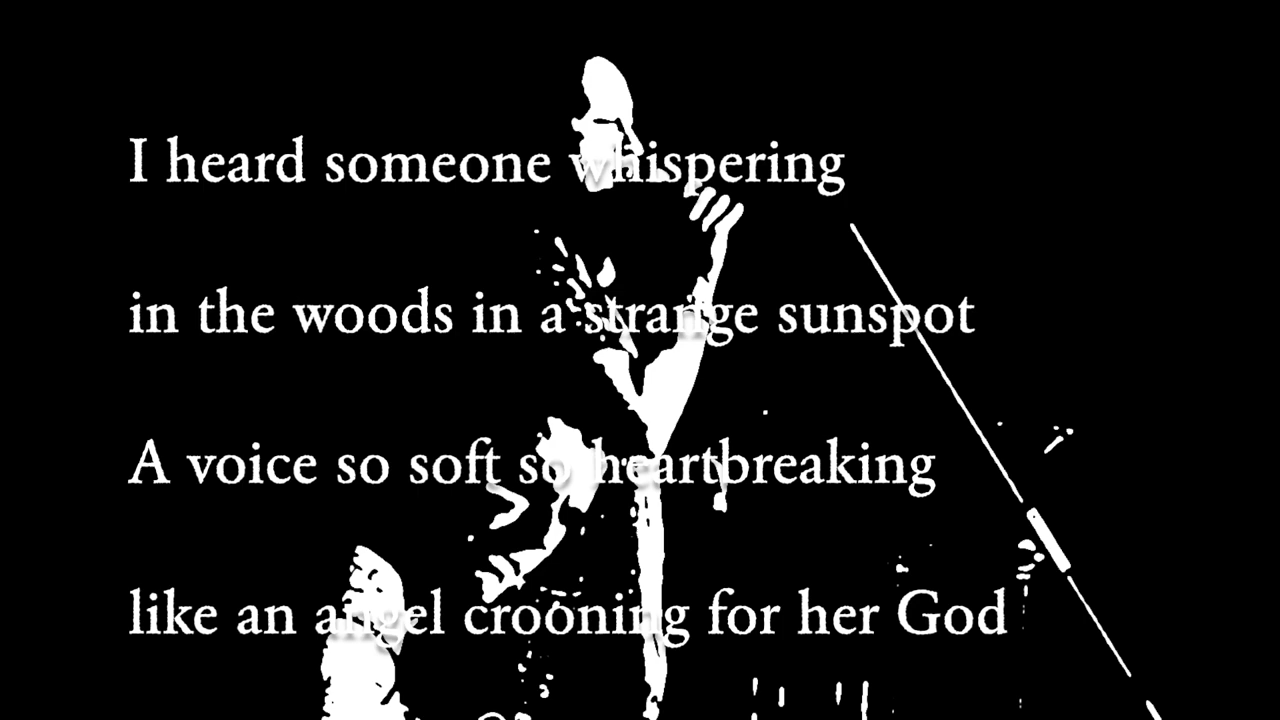 I heard someone whispering
in the woods in a strange sunspot
A voice so soft so heartbreaking
like an angel crooning for her God